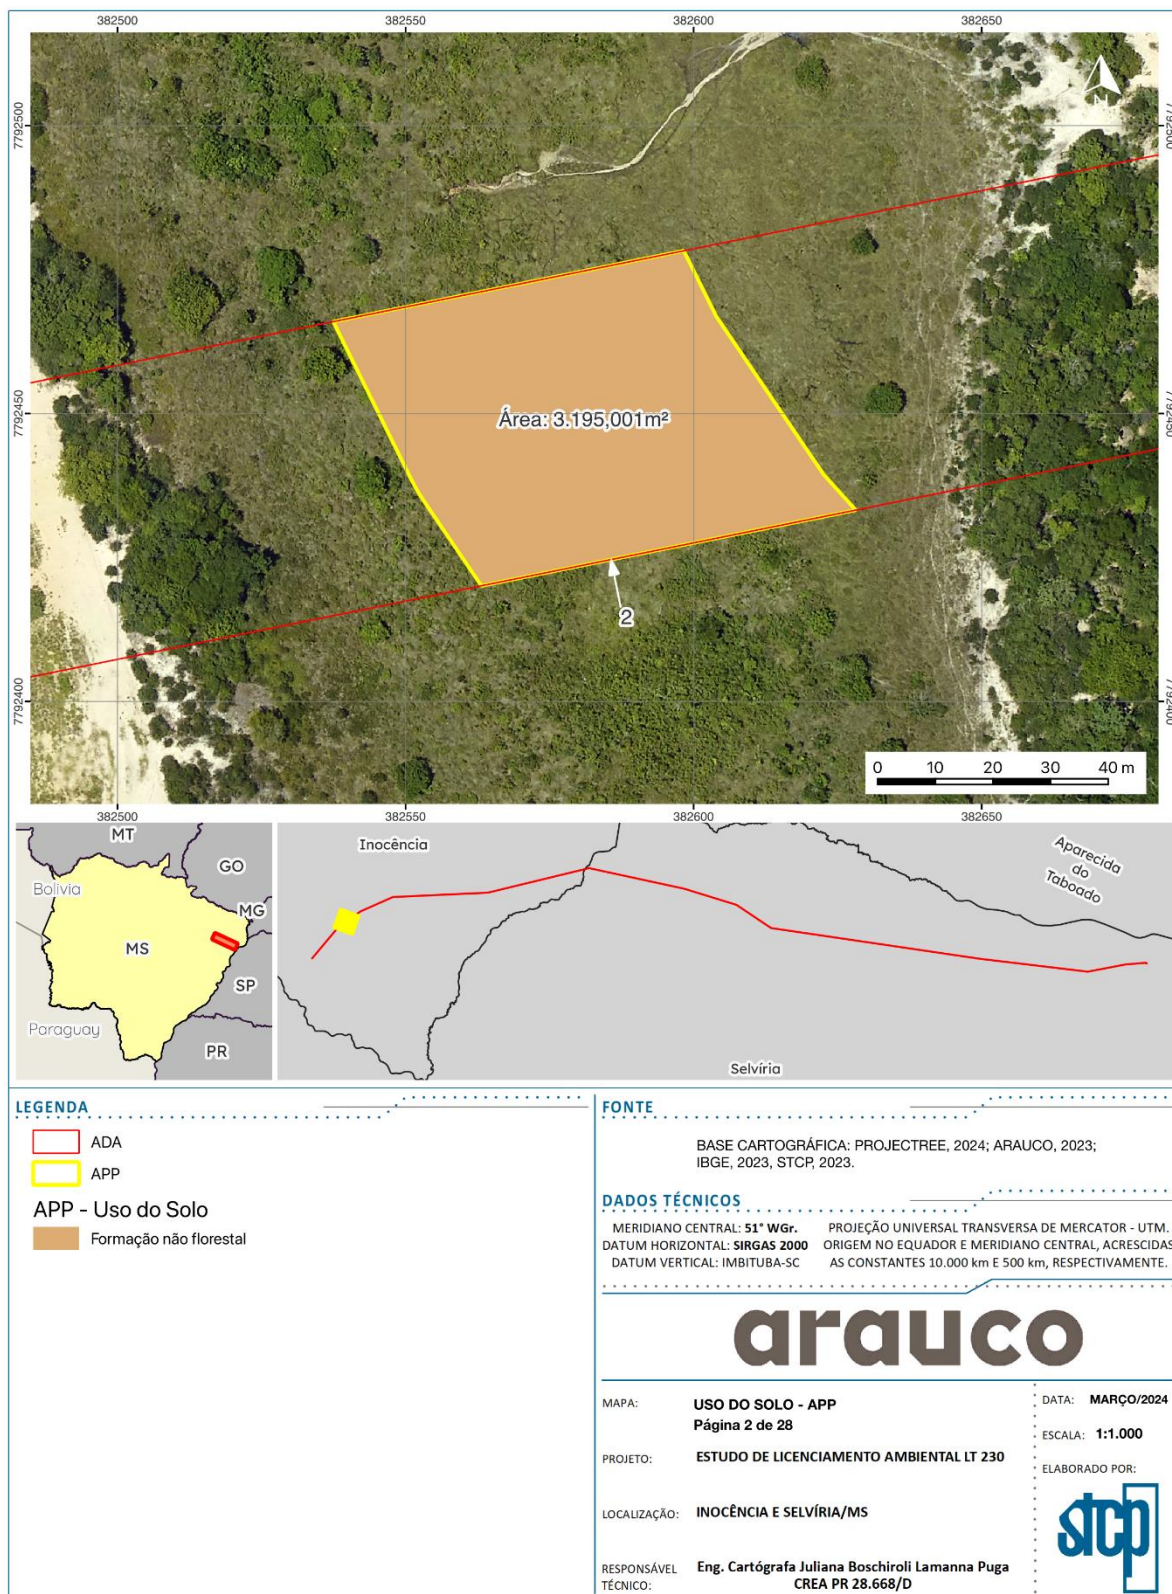 382500 382550 382600 382650
7792500 7792500
N
7792450 7792450
Área: 3.195,001m²
2
7792400 7792400
0 10 20 30 40 m
382500 382550 382600 382650
MT
GO
Bolivia
MG
MS
SP
Paraguay
PR
Inocência
Aparecida
do
Taboado
Selvíria
LEGENDA
ADA
APP
APP - Uso do Solo
Formação não florestal
FONTE
BASE CARTOGRÁFICA: PROJECTREE, 2024; ARAUCO, 2023;
IBGE, 2023, STCP, 2023.
DADOS TÉCNICOS
MERIDIANO CENTRAL: 51° WGr.
DATUM HORIZONTAL: SIRGAS 2000
DATUM VERTICAL: IMBITUBA-SC
PROJEÇÃO UNIVERSAL TRANSVERSA DE MERCATOR - UTM.
ORIGEM NO EQUADOR E MERIDIANO CENTRAL, ACRESCIDAS
AS CONSTANTES 10.000 km E 500 km, RESPECTIVAMENTE.
arauco
MAPA: USO DO SOLO - APP
Página 2 de 28
PROJETO: ESTUDO DE LICENCIAMENTO AMBIENTAL LT 230
LOCALIZAÇÃO: INOCÊNCIA E SELVÍRIA/MS
RESPONSÁVEL
TÉCNICO:
Eng. Cartógrafa Juliana Boschiroli Lamanna Puga
CREA PR 28.668/D
DATA: MARÇO/2024
ESCALA: 1:1.000
ELABORADO POR:
stcp